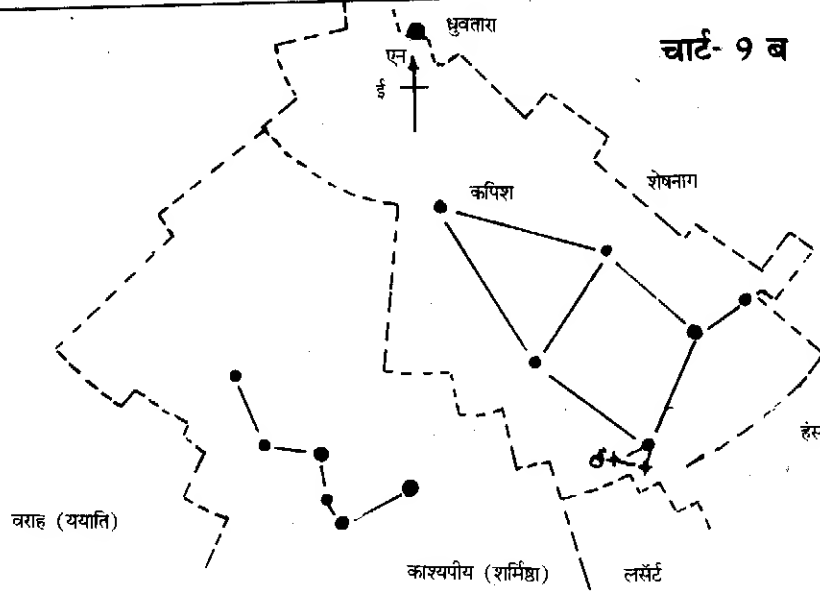 ध्रुवतारा
चार्ट- 9 ब
एन
ई
शेषनाग
कपिश
हंस
वराह (ययाति)
काश्यपीय (शर्मिष्ठा)
लसॅर्ट